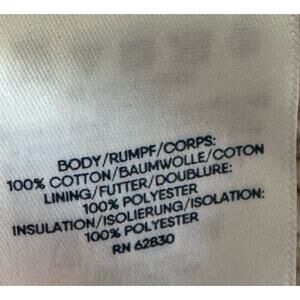 BODY/RUMPF/CORPS:
100% COTTON/BAUMWOLLE/COTON
LINING/FUTTER/DOUBLURE:
100% POLYESTER
INSULATION/ISOLIERUNG/ISOLATION:
100% POLYESTER
RN 62830